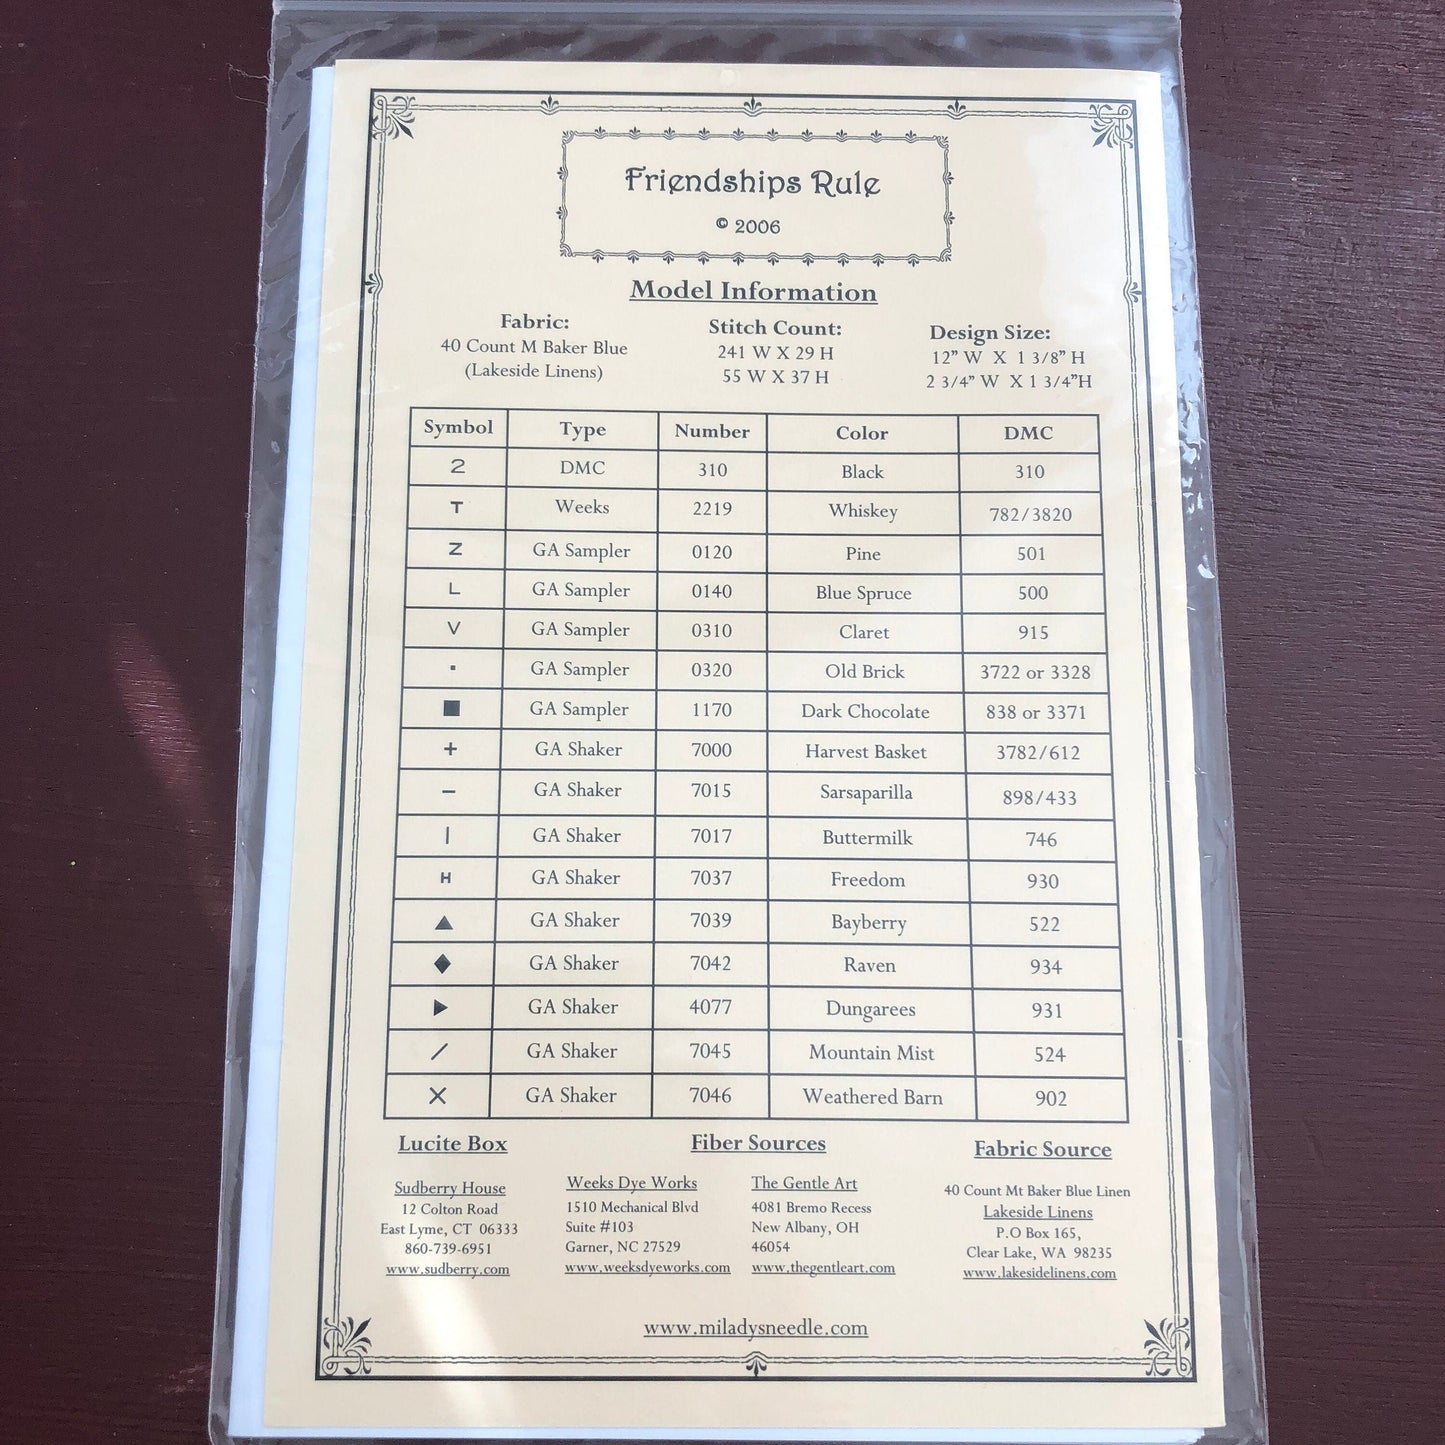 Friendships Rule
© 2006
Model Information
Fabric:
40 Count M Baker Blue
(Lakeside Linens)
Stitch Count:
241 W X 29 H
55 W X 37 H
Design Size:
12” W X 1 3/8” H
2 3/4” W X 1 3/4”H
Symbol Type Number Color DMC
2 DMC 310 Black 310
T Weeks 2219 Whiskey 782/3820
Z GA Sampler 0120 Pine 501
L GA Sampler 0140 Blue Spruce 500
V GA Sampler 0310 Claret 915
▪ GA Sampler 0320 Old Brick 3722 or 3328
■ GA Sampler 1170 Dark Chocolate 838 or 3371
+ GA Shaker 7000 Harvest Basket 3782/612
– GA Shaker 7015 Sarsaparilla 898/433
| GA Shaker 7017 Buttermilk 746
H GA Shaker 7037 Freedom 930
▲ GA Shaker 7039 Bayberry 522
◆ GA Shaker 7042 Raven 934
▶ GA Shaker 4077 Dungarees 931
/ GA Shaker 7045 Mountain Mist 524
X GA Shaker 7046 Weathered Barn 902
Lucite Box
Sudberry House
12 Colton Road
East Lyme, CT 06333
860-739-6951
www.sudberry.com
Fiber Sources
Weeks Dye Works
1510 Mechanical Blvd
Suite #103
Garner, NC 27529
www.weeksdyeworks.com
The Gentle Art
4081 Bremo Recess
New Albany, OH
46054
www.thegentleart.com
Fabric Source
40 Count Mt Baker Blue Linen
Lakeside Linens
P.O Box 165,
Clear Lake, WA 98235
www.lakesidelinens.com
www.miladysneedle.com